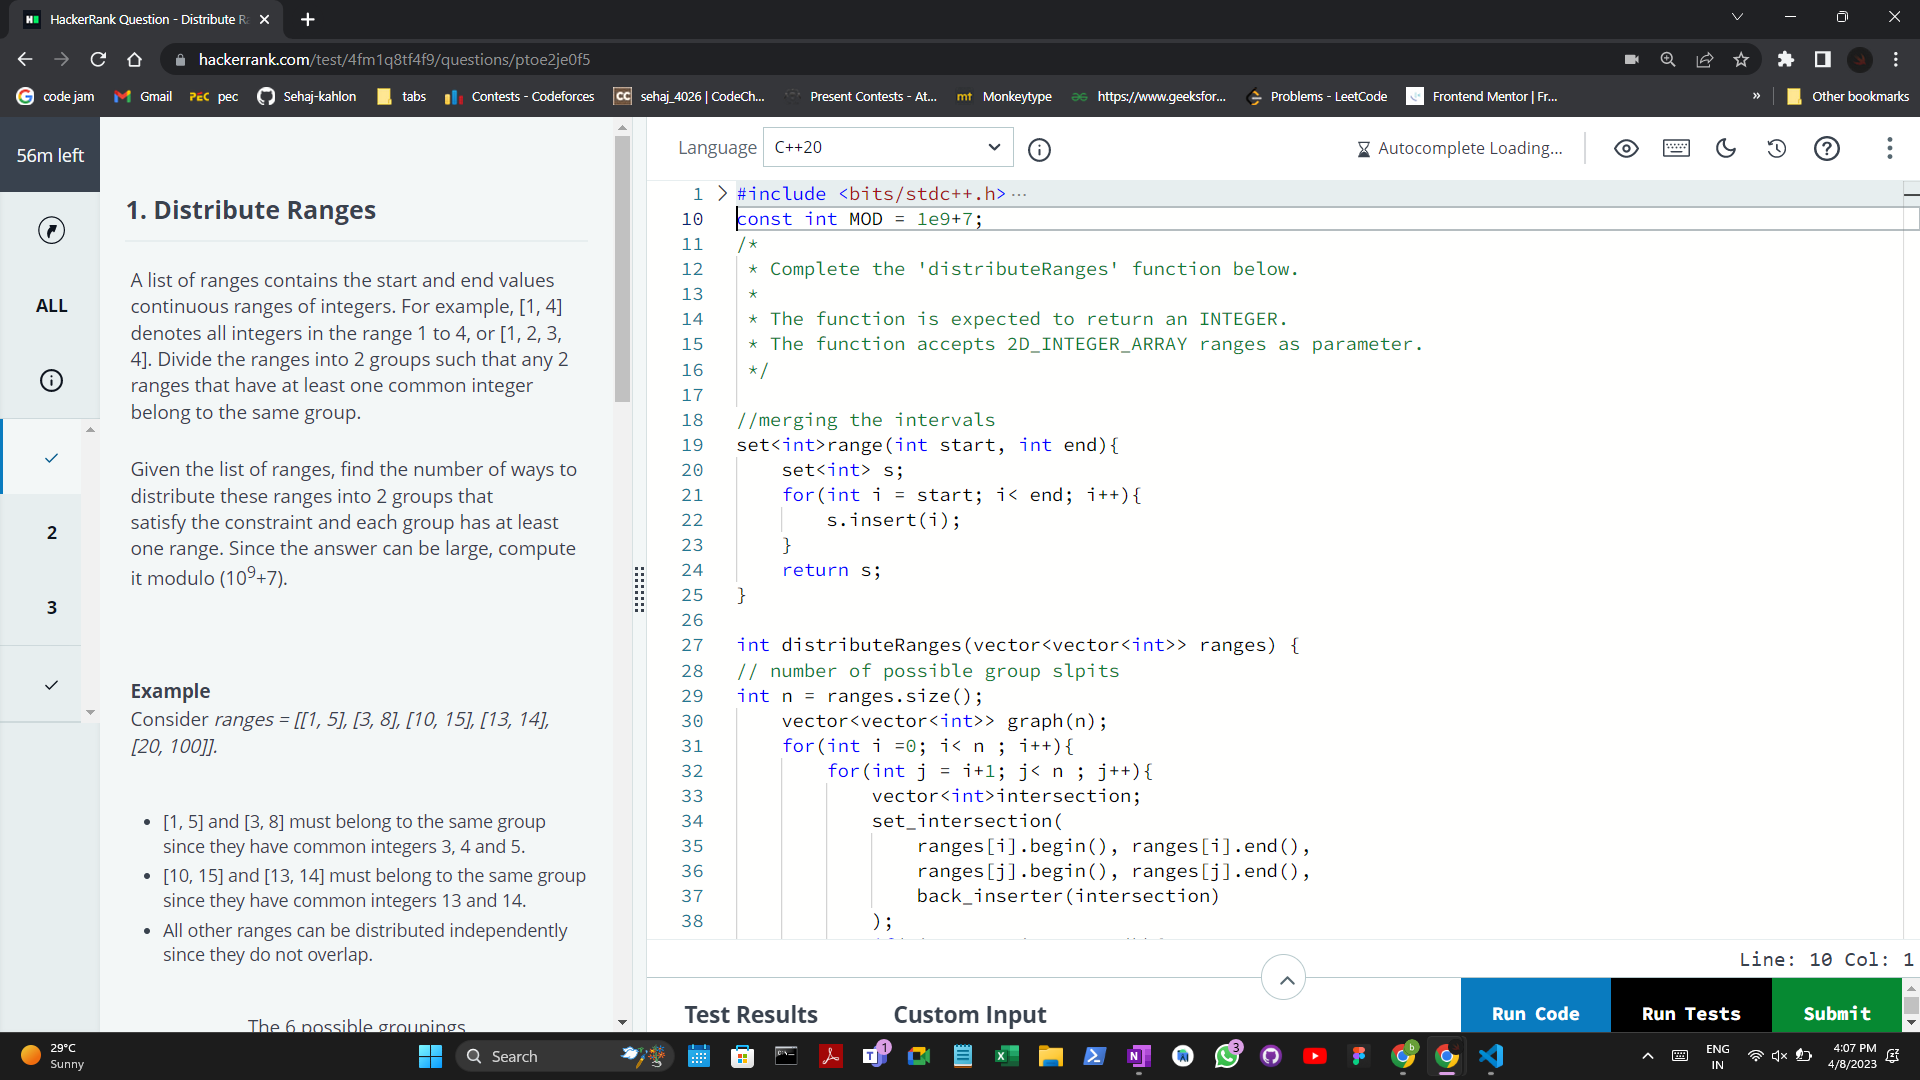 HackerRank Question - Distribute Ra
hackerrank.com/test/4fm1q8tf4f9/questions/ptoe2je0f5
code jam
Gmail
PEC pec
Sehaj-kahlon
tabs
Contests - Codeforces
CC sehaj_4026 | CodeCh...
Present Contests - At...
mt Monkeytype
https://www.geeksfor...
Problems - LeetCode
Frontend Mentor | Fr...
»
Other bookmarks
56m left
ALL
2
3
1. Distribute Ranges
A list of ranges contains the start and end values
continuous ranges of integers. For example, [1, 4]
denotes all integers in the range 1 to 4, or [1, 2, 3,
4]. Divide the ranges into 2 groups such that any 2
ranges that have at least one common integer
belong to the same group.
Given the list of ranges, find the number of ways to
distribute these ranges into 2 groups that
satisfy the constraint and each group has at least
one range. Since the answer can be large, compute
it modulo (10⁹+7).
Example
Consider ranges = [[1, 5], [3, 8], [10, 15], [13, 14],
[20, 100]].
• [1, 5] and [3, 8] must belong to the same group
since they have common integers 3, 4 and 5.
• [10, 15] and [13, 14] must belong to the same group
since they have common integers 13 and 14.
• All other ranges can be distributed independently
since they do not overlap.
The 6 possible groupings
Language C++20
Autocomplete Loading...
1 #include <bits/stdc++.h> ...
10 const int MOD = 1e9+7;
11 /*
12 * Complete the 'distributeRanges' function below.
13 *
14 * The function is expected to return an INTEGER.
15 * The function accepts 2D_INTEGER_ARRAY ranges as parameter.
16 */
17
18 //merging the intervals
19 set<int>range(int start, int end){
20 set<int> s;
21 for(int i = start; i< end; i++){
22 s.insert(i);
23 }
24 return s;
25 }
26
27 int distributeRanges(vector<vector<int>> ranges) {
28 // number of possible group slpits
29 int n = ranges.size();
30 vector<vector<int>> graph(n);
31 for(int i =0; i< n ; i++){
32 for(int j = i+1; j< n ; j++){
33 vector<int>intersection;
34 set_intersection(
35 ranges[i].begin(), ranges[i].end(),
36 ranges[j].begin(), ranges[j].end(),
37 back_inserter(intersection)
38 );
Line: 10 Col: 1
Test Results
Custom Input
Run Code
Run Tests
Submit
29°C
Sunny
Search
1
3
ENG
IN
4:07 PM
4/8/2023